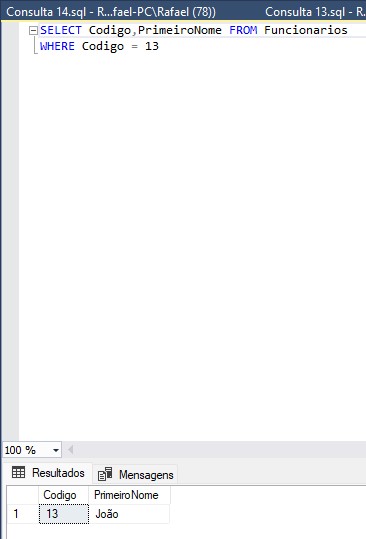 Consulta 14.sql - R...fael-PC\Rafael (78)) Consulta 13.sql - R.
SELECT Codigo,PrimeiroNome FROM Funcionarios
WHERE Codigo = 13
100 %
Resultados Mensagens
Codigo PrimeiroNome
1 13 João